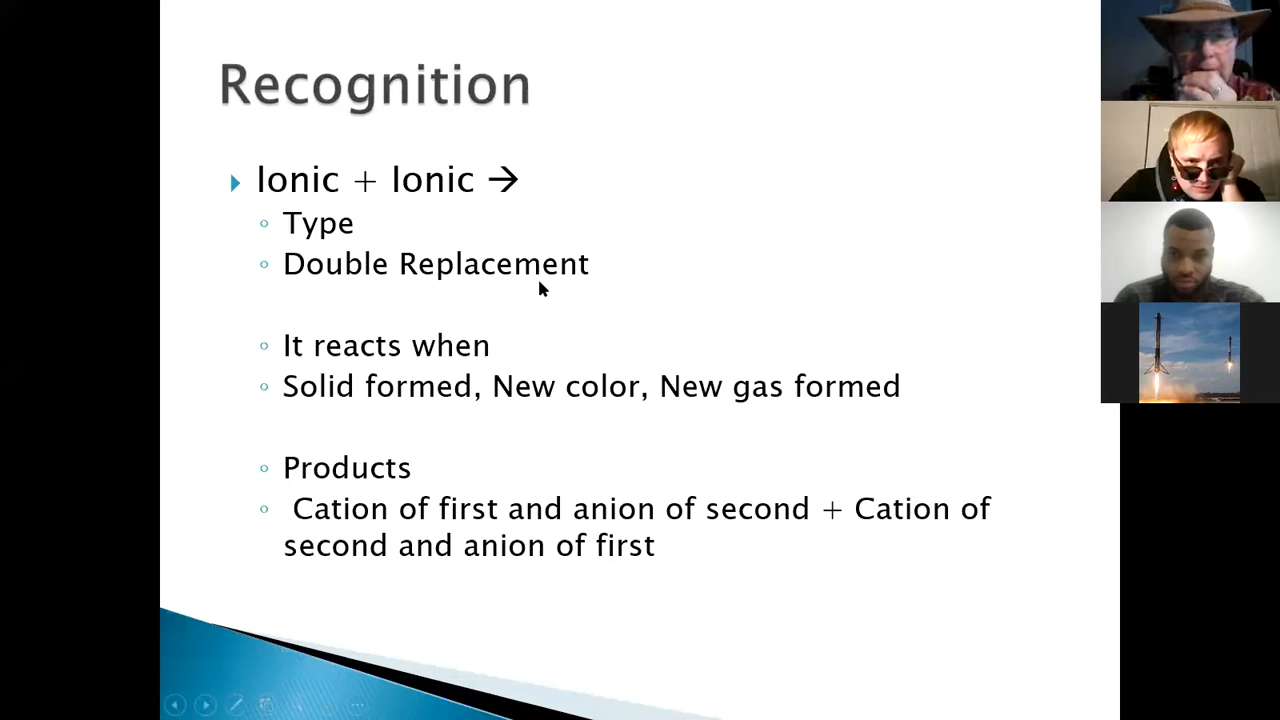 Recognition
Ionic + Ionic →
Type
Double Replacement
It reacts when
Solid formed, New color, New gas formed
Products
Cation of first and anion of second + Cation of
second and anion of first